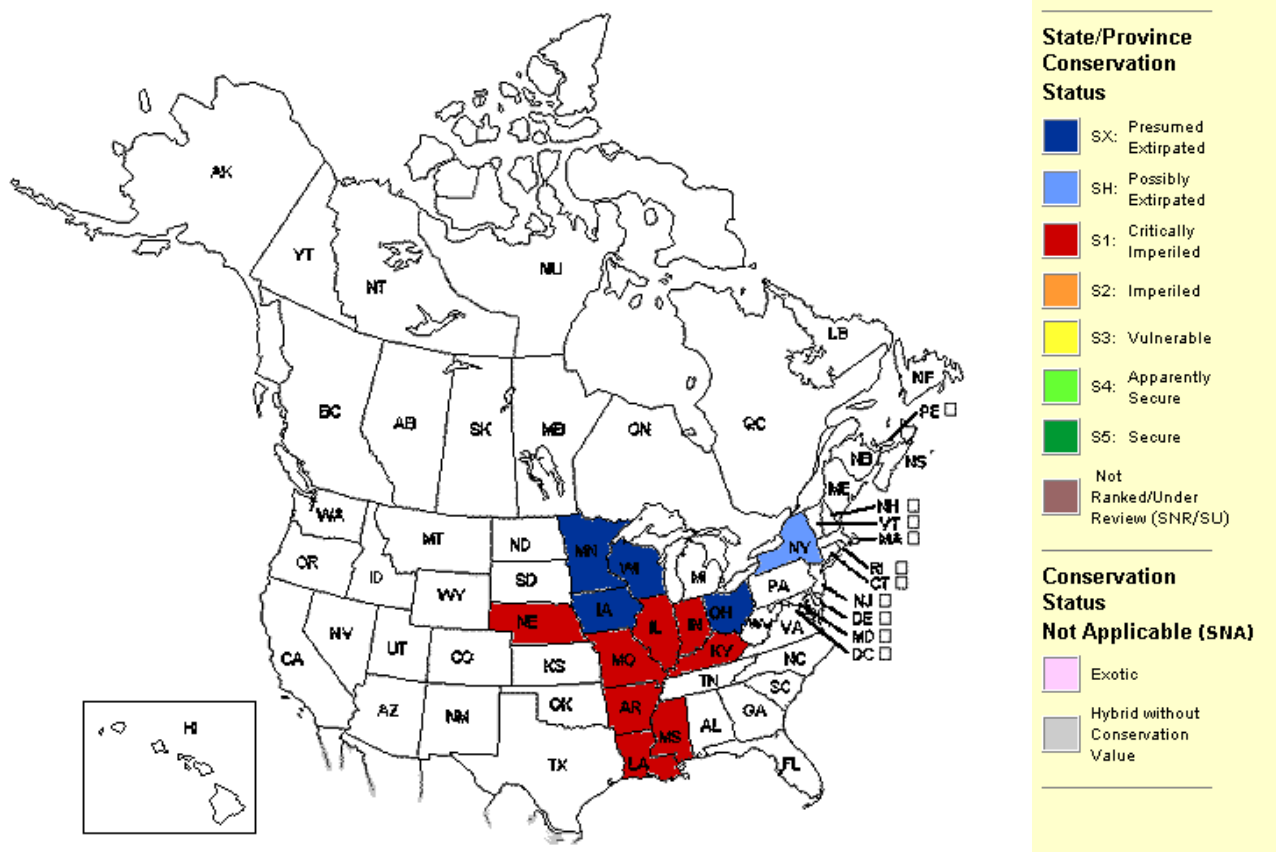 AK
YT
NT
NU
BC
AB
SK
MB
ON
QC
LB
NF
PE
NB
NS
ME
NH
VT
MA
RI
CT
NJ
DE
MD
DC
WA
OR
ID
MT
ND
SD
WY
NE
MN
WI
MI
IA
IL
IN
OH
NY
PA
WV
VA
KY
CA
NV
UT
CO
KS
MO
TN
NC
SC
AZ
NM
OK
AR
MS
AL
GA
TX
LA
FL
HI
State/Province
Conservation
Status
SX: Presumed
Extirpated
SH: Possibly
Extirpated
S1: Critically
Imperiled
S2: Imperiled
S3: Vulnerable
S4: Apparently
Secure
S5: Secure
Not
Ranked/Under
Review (SNR/SU)
Conservation
Status
Not Applicable (SNA)
Exotic
Hybrid without
Conservation
Value